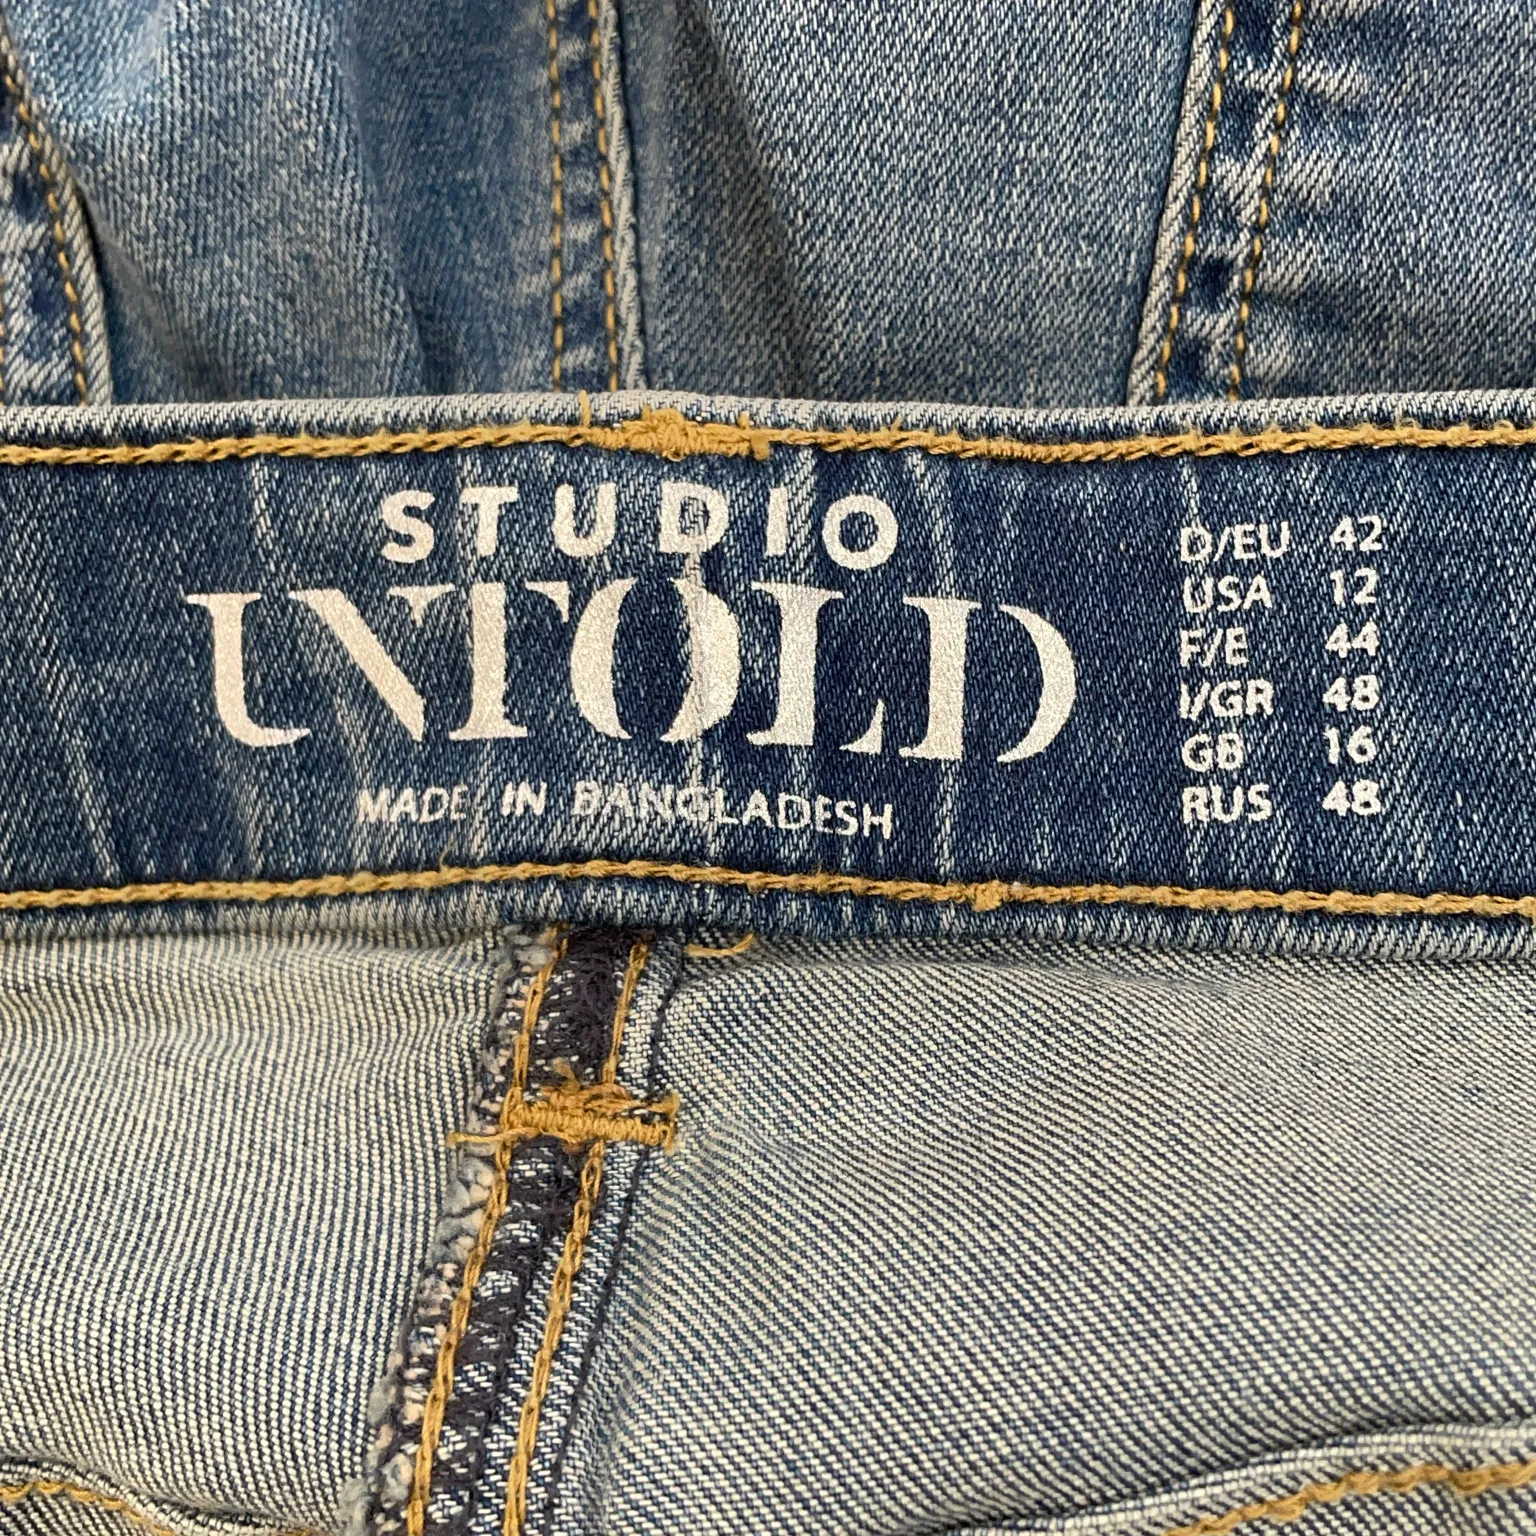 STUDIO
UNTOLD
MADE IN BANGLADESH
D/EU 42
USA 12
F/E 44
I/GR 48
GB 16
RUS 48